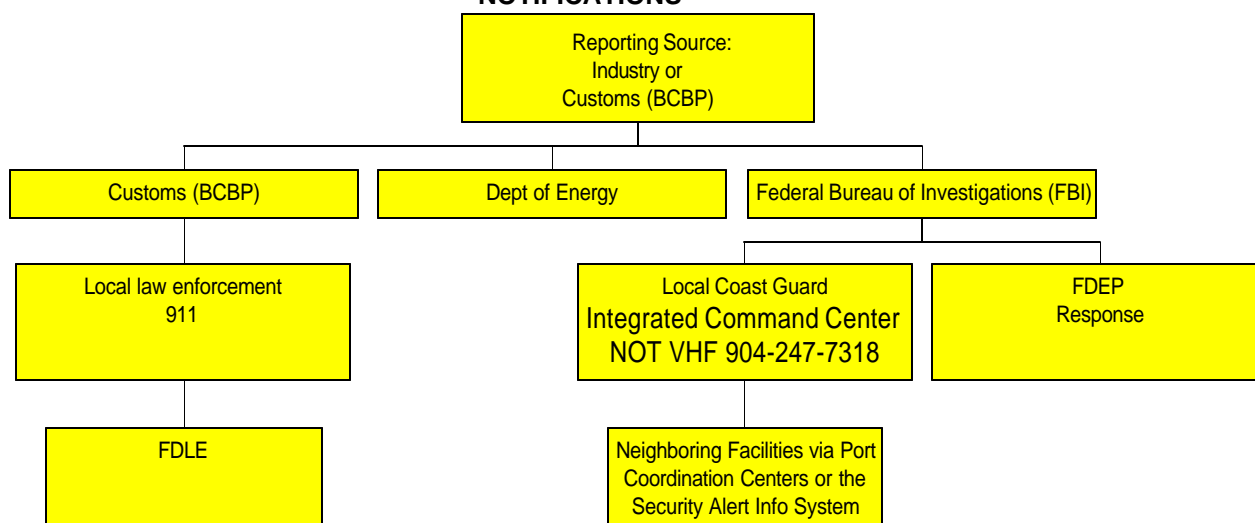 NOTIFICATIONS
Reporting Source:
Industry or
Customs (BCBP)
Customs (BCBP)
Dept of Energy
Federal Bureau of Investigations (FBI)
Local law enforcement
911
Local Coast Guard
Integrated Command Center
NOT VHF 904-247-7318
FDEP
Response
FDLE
Neighboring Facilities via Port
Coordination Centers or the
Security Alert Info System